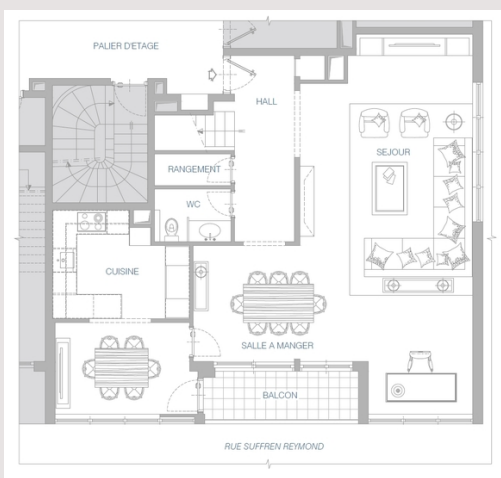 PALIER D'ETAGE
HALL
SEJOUR
RANGEMENT
WC
CUISINE
SALLE A MANGER
BALCON
RUE SUFFREN REYMOND